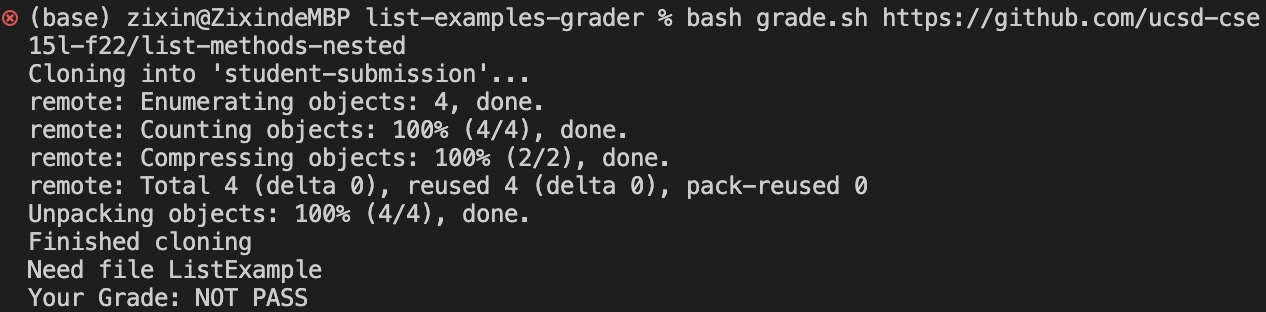 (base) zixin@ZixindeMBP list-examples-grader % bash grade.sh https://github.com/ucsd-cse
15l-f22/list-methods-nested
Cloning into 'student-submission'...
remote: Enumerating objects: 4, done.
remote: Counting objects: 100% (4/4), done.
remote: Compressing objects: 100% (2/2), done.
remote: Total 4 (delta 0), reused 4 (delta 0), pack-reused 0
Unpacking objects: 100% (4/4), done.
Finished cloning
Need file ListExample
Your Grade: NOT PASS